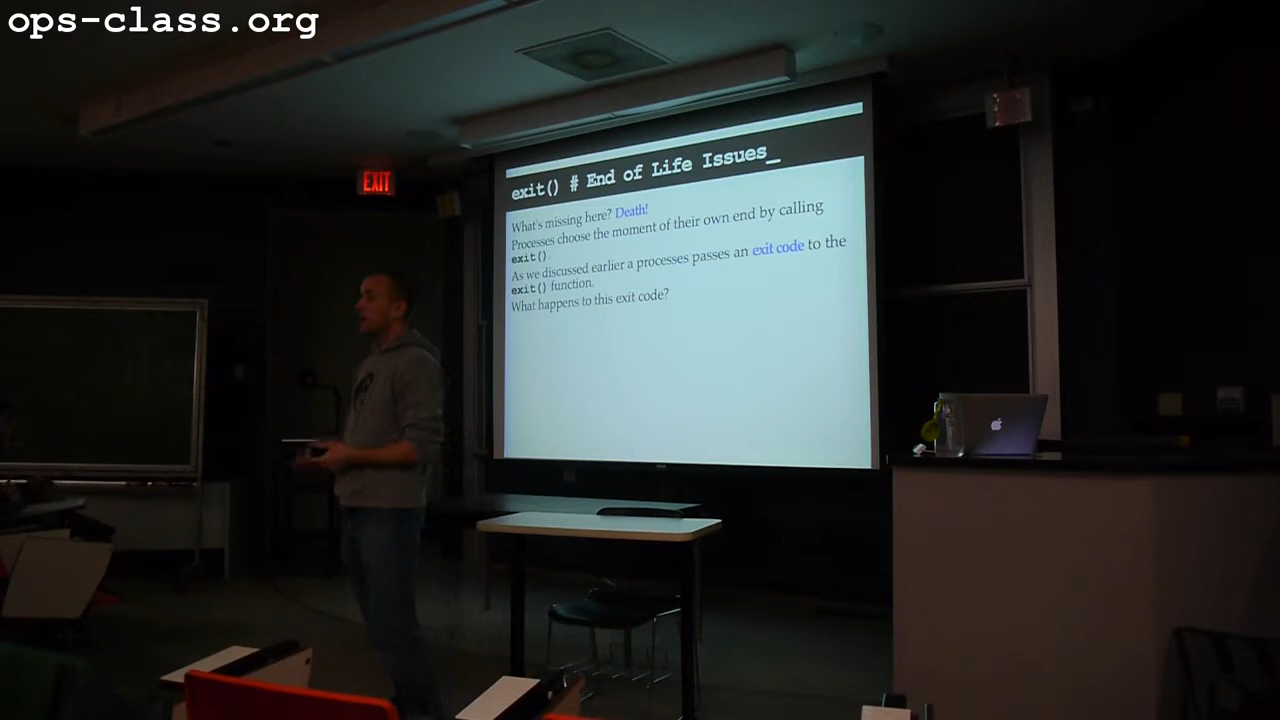 ops-class.org
EXIT
exit() # End of Life Issues_
What's missing here? Death!
Processes choose the moment of their own end by calling
exit().
As we discussed earlier a processes passes an exit code to the
exit() function.
What happens to this exit code?